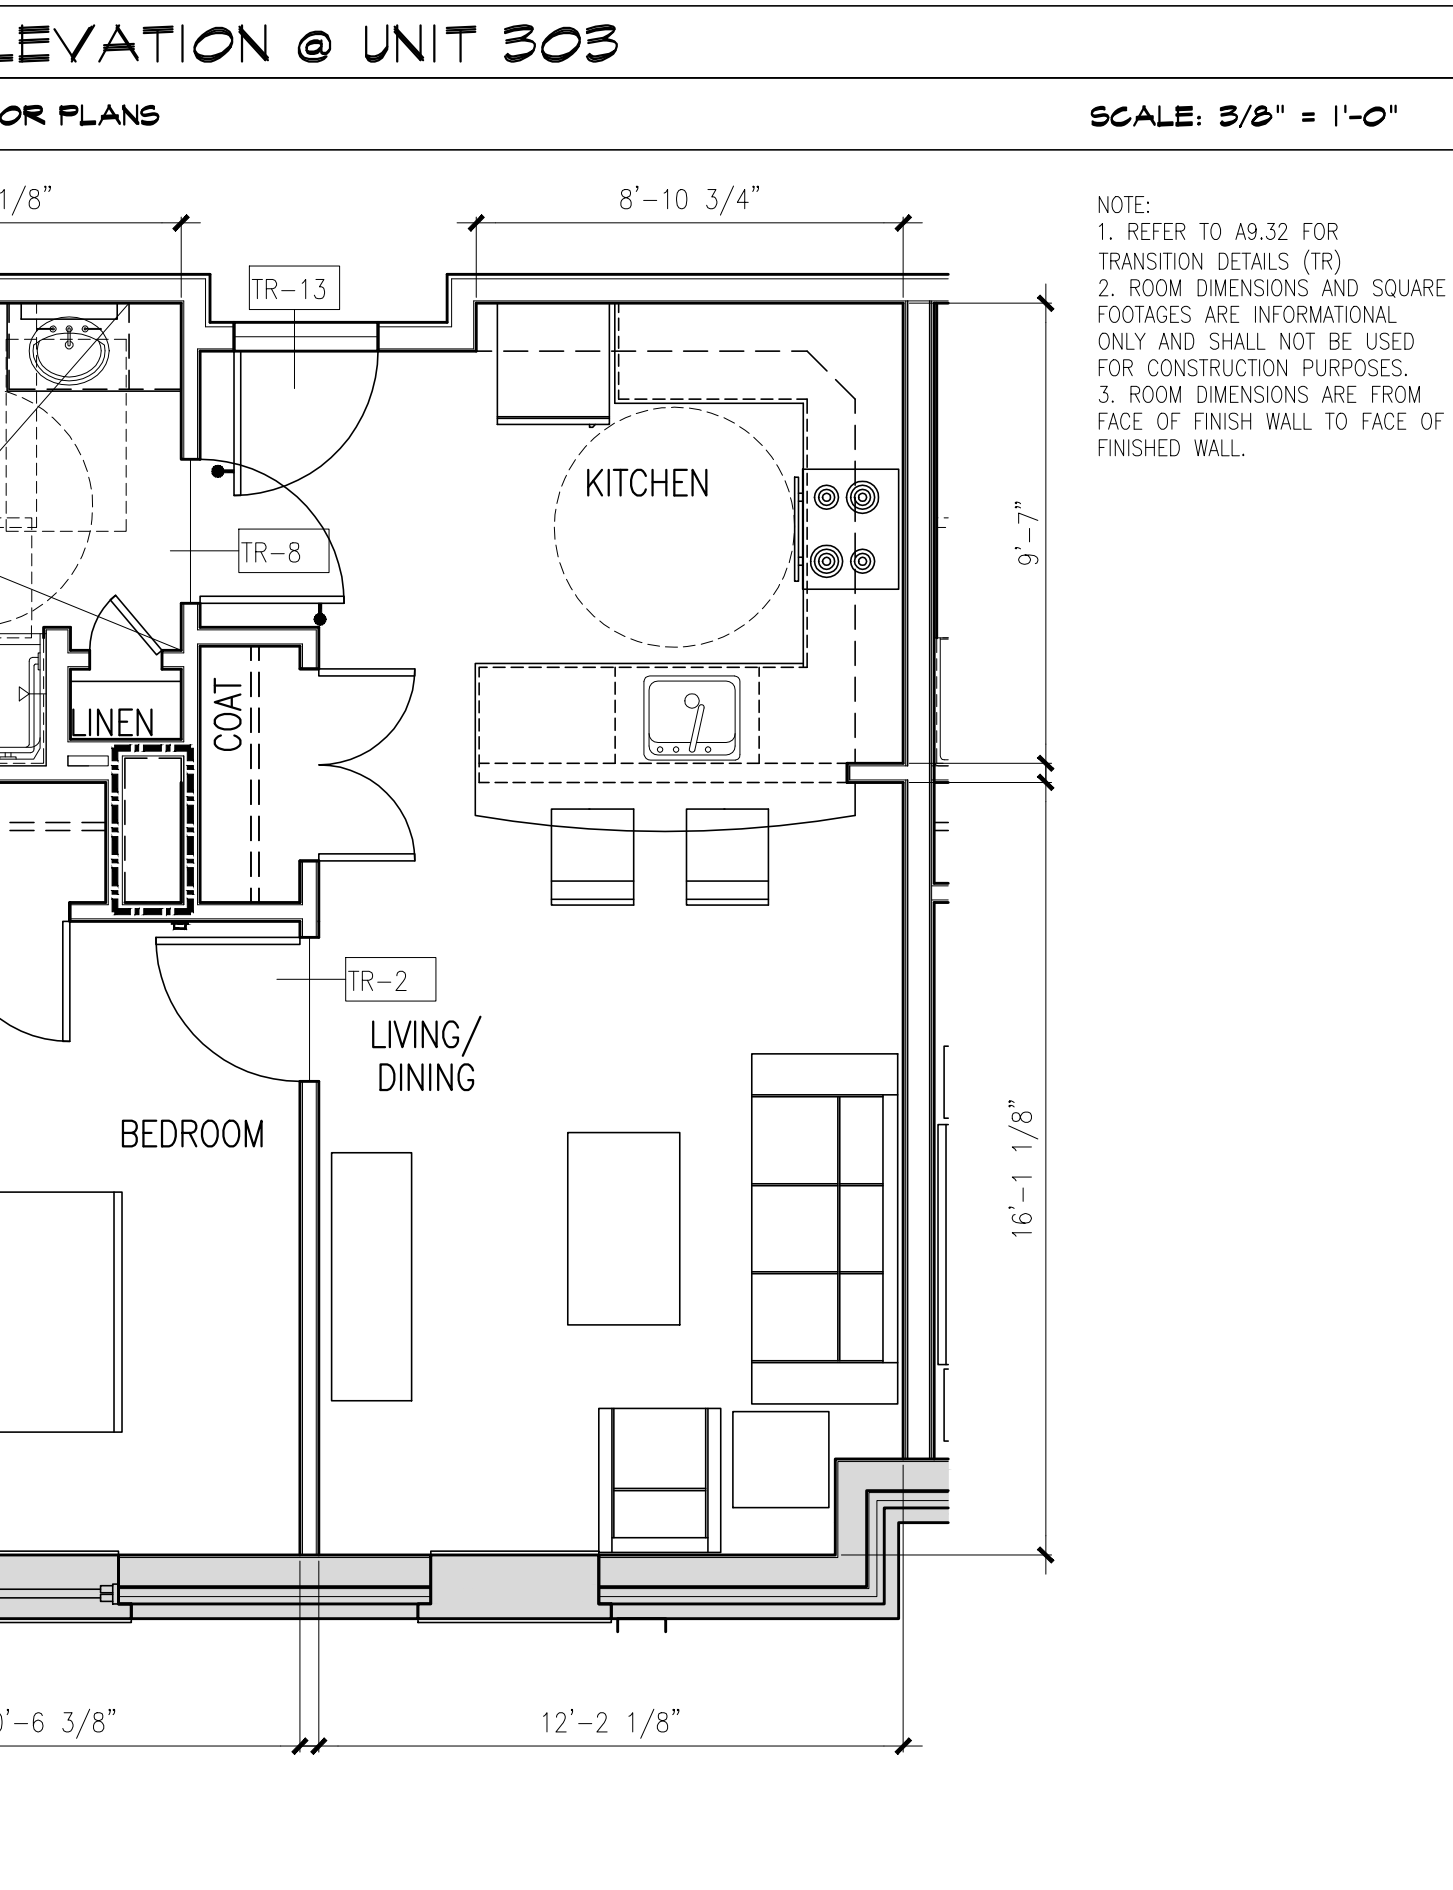 LEVATION @ UNIT 303
OR PLANS
SCALE: 3/8" = 1'-0"
1/8"
8'-10 3/4"
NOTE:
1. REFER TO A9.32 FOR
TRANSITION DETAILS (TR)
2. ROOM DIMENSIONS AND SQUARE
FOOTAGES ARE INFORMATIONAL
ONLY AND SHALL NOT BE USED
FOR CONSTRUCTION PURPOSES.
3. ROOM DIMENSIONS ARE FROM
FACE OF FINISH WALL TO FACE OF
FINISHED WALL.
TR-13
KITCHEN
9'-7"
TR-8
COAT
LINEN
TR-2
LIVING/
DINING
BEDROOM
16'-1 1/8"
0'-6 3/8"
12'-2 1/8"